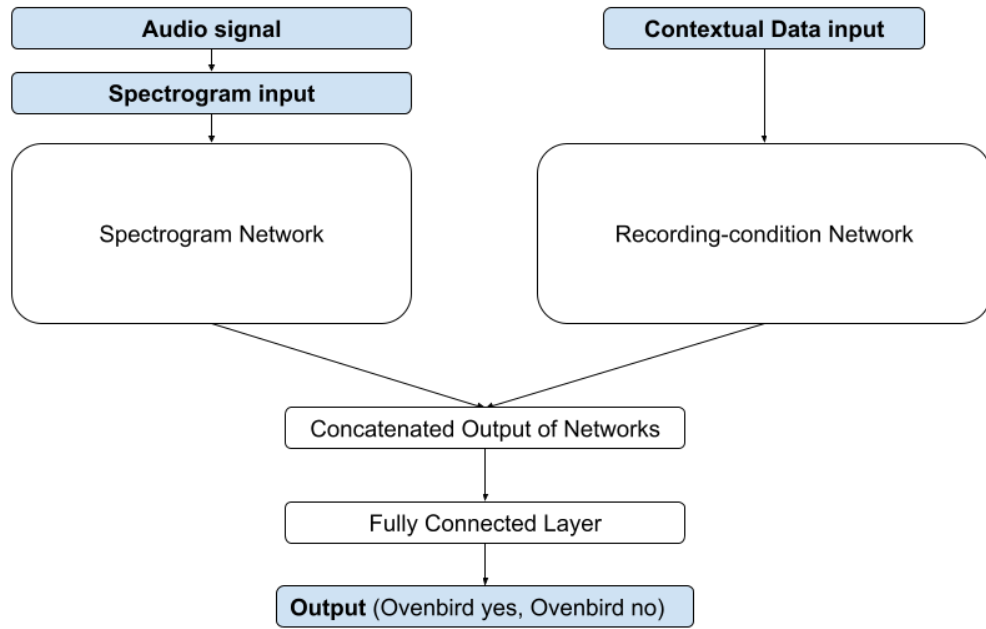 Audio signal
Contextual Data input
Spectrogram input
Spectrogram Network
Recording-condition Network
Concatenated Output of Networks
Fully Connected Layer
Output (Ovenbird yes, Ovenbird no)